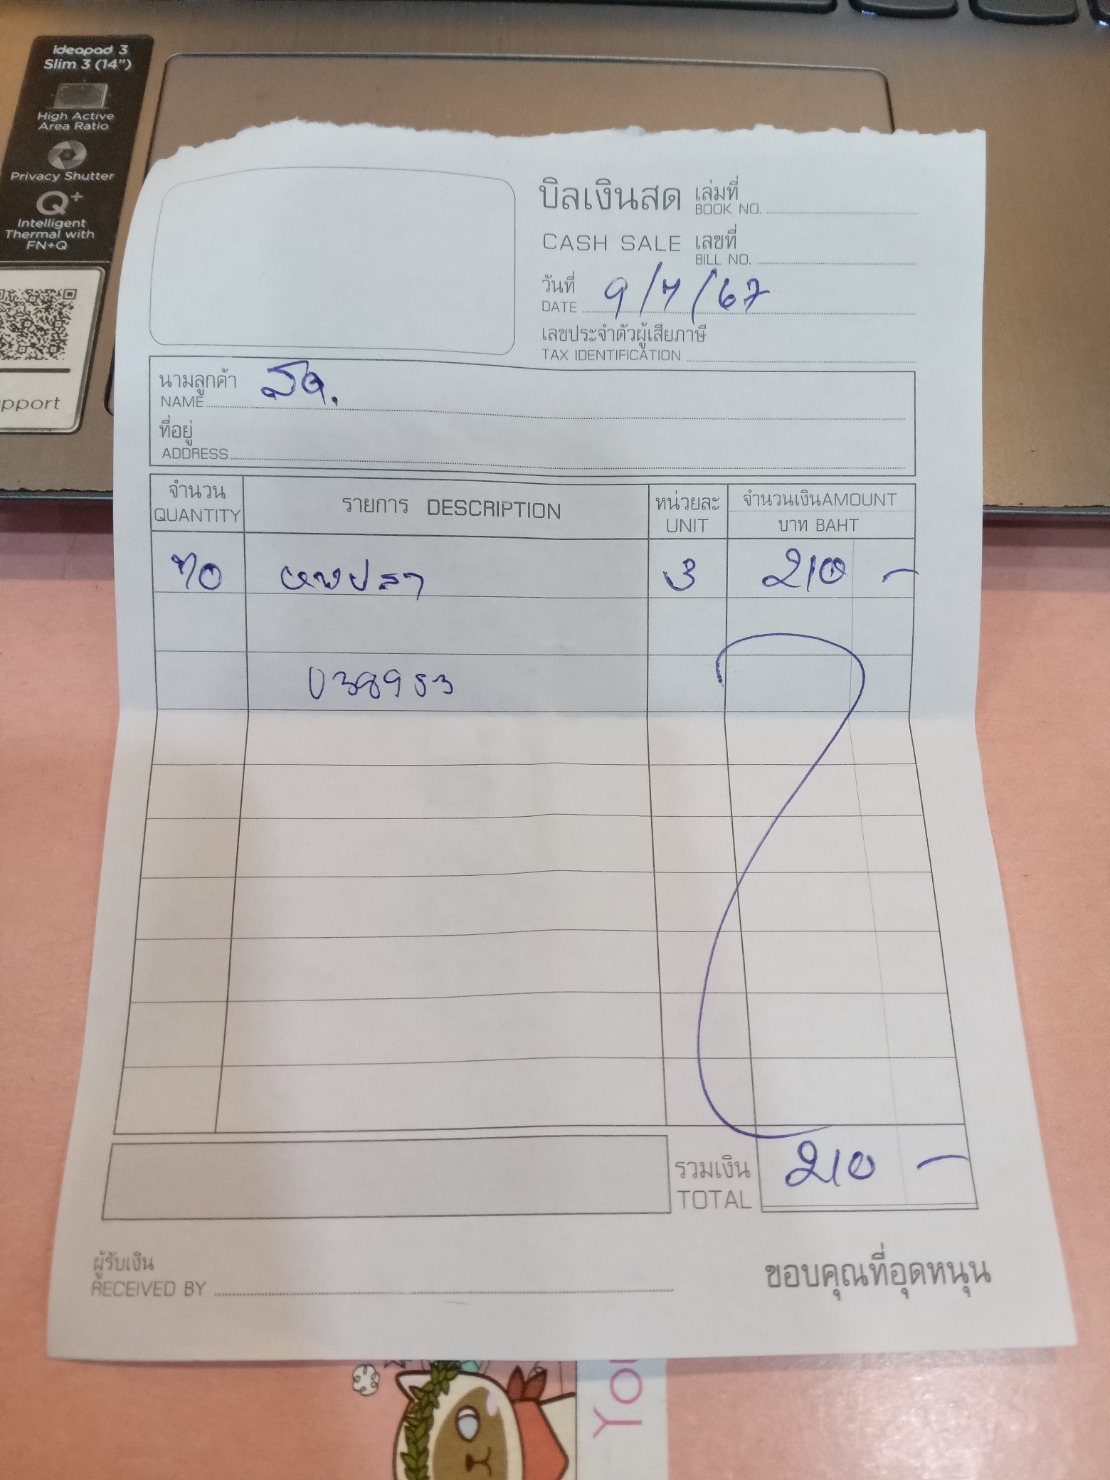 ideapad 3
Slim 3 (14")
High Active
Area Ratio
Privacy Shutter
Q+
Intelligent
Thermal with
FN+Q
pport
บิลเงินสด เล่มที่
BOOK NO.
CASH SALE เลขที่
BILL NO.
วันที่
DATE 9/7/67
เลขประจำตัวผู้เสียภาษี
TAX IDENTIFICATION
นามลูกค้า
NAME
ที่อยู่
ADDRESS
จำนวน รายการ DESCRIPTION หน่วยละ จำนวนเงินAMOUNT
QUANTITY UNIT บาท BAHT
70 3 210 -
038953
รวมเงิน 210 -
TOTAL
ผู้รับเงิน
RECEIVED BY
ขอบคุณที่อุดหนุน
You